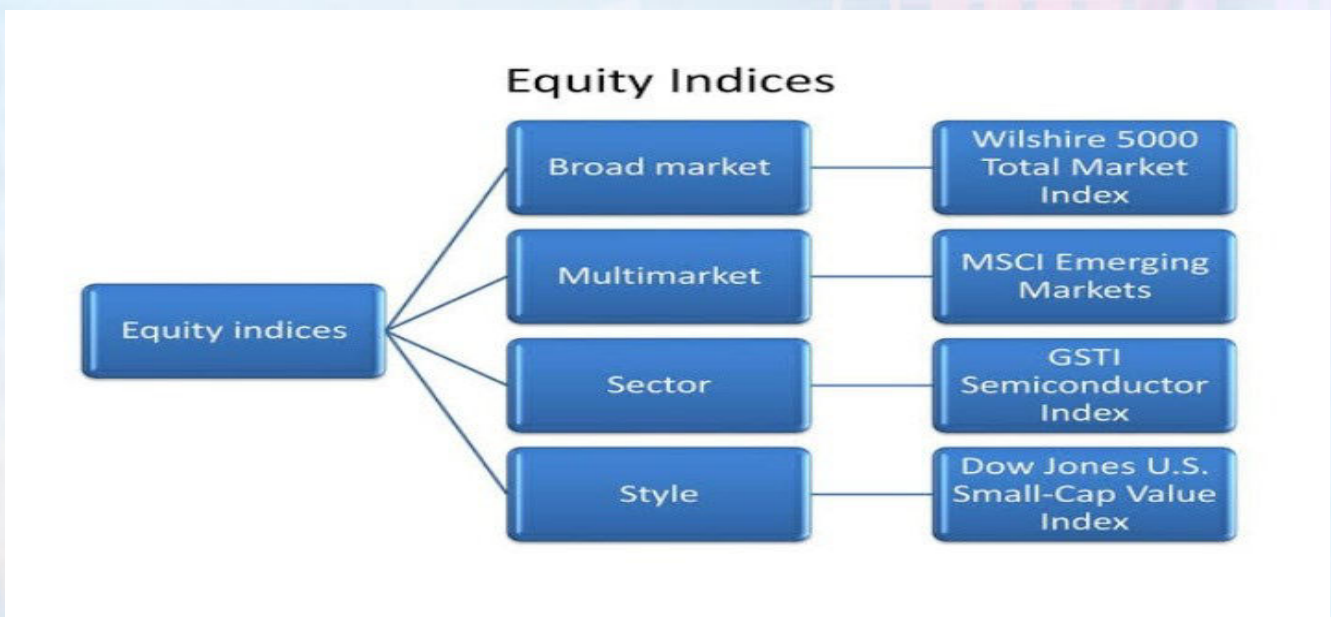 Equity Indices
Equity indices
Broad market
Wilshire 5000
Total Market
Index
Multimarket
MSCI Emerging
Markets
Sector
GSTI
Semiconductor
Index
Style
Dow Jones U.S.
Small-Cap Value
Index